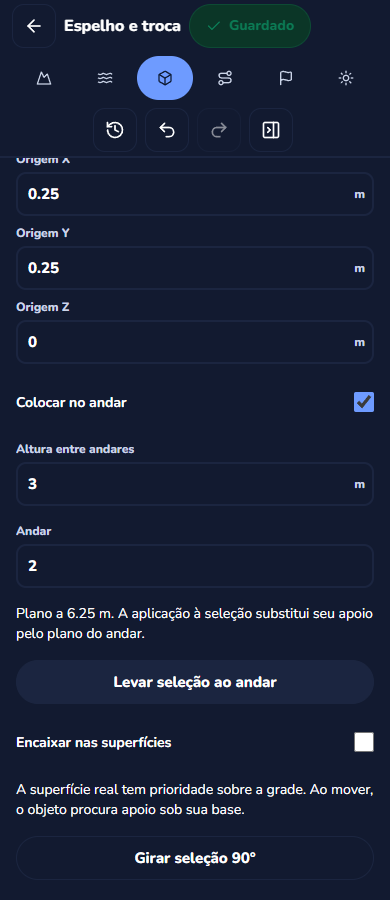 Espelho e troca
Guardado
Origem X
0.25
m
Origem Y
0.25
m
Origem Z
0
m
Colocar no andar
Altura entre andares
3
m
Andar
2
Plano a 6.25 m. A aplicação à seleção substitui seu apoio
pelo plano do andar.
Levar seleção ao andar
Encaixar nas superfícies
A superfície real tem prioridade sobre a grade. Ao mover,
o objeto procura apoio sob sua base.
Girar seleção 90°